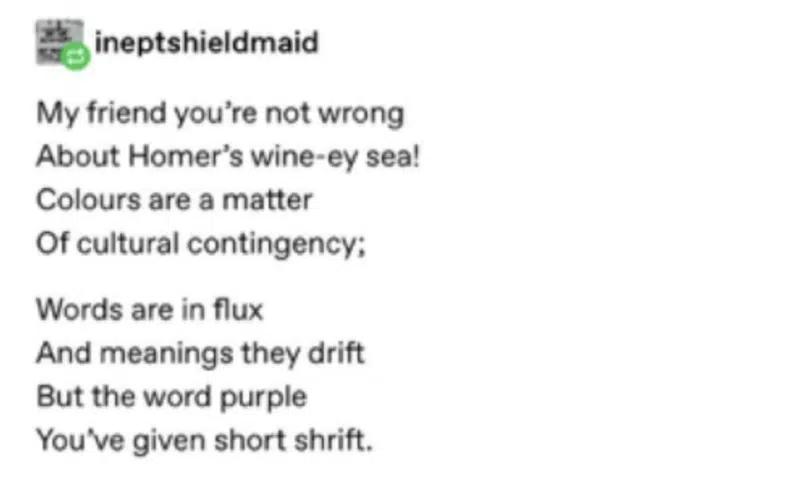 ineptshieldmaid
My friend you're not wrong
About Homer's wine-ey sea!
Colours are a matter
Of cultural contingency;
Words are in flux
And meanings they drift
But the word purple
You've given short shrift.